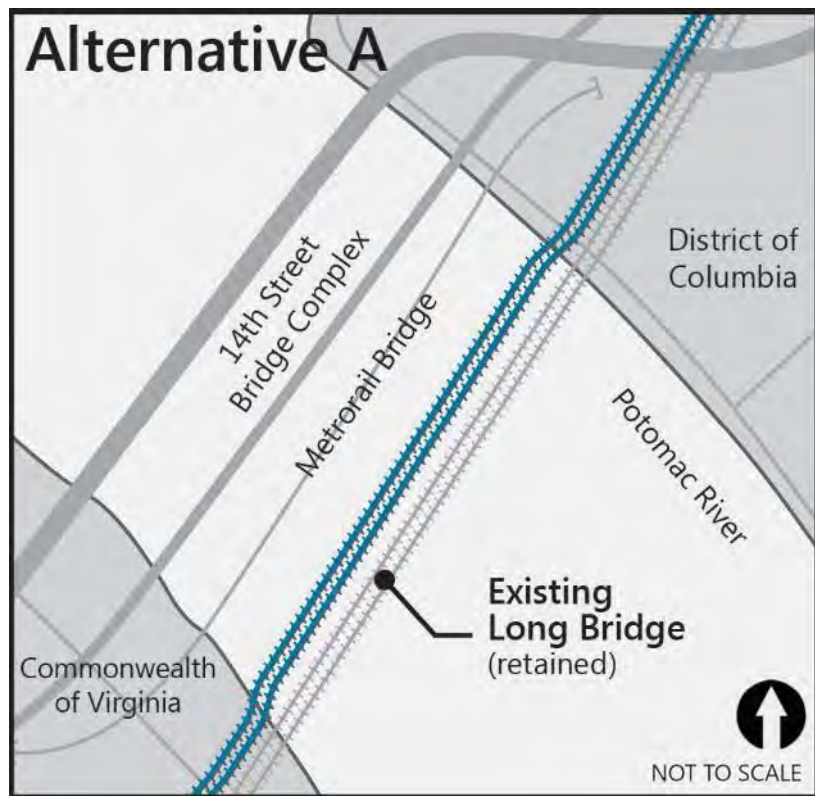 Alternative A
14th Street
Bridge Complex
Metrorail Bridge
District of
Columbia
Potomac River
Existing
Long Bridge
(retained)
Commonwealth
of Virginia
NOT TO SCALE